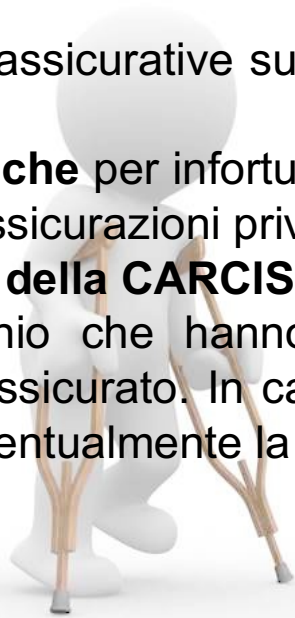 assicurative su
che per infortu
ssicurazioni priv
della CARCIS
nio che hanno
ssicurato. In ca
entualmente la